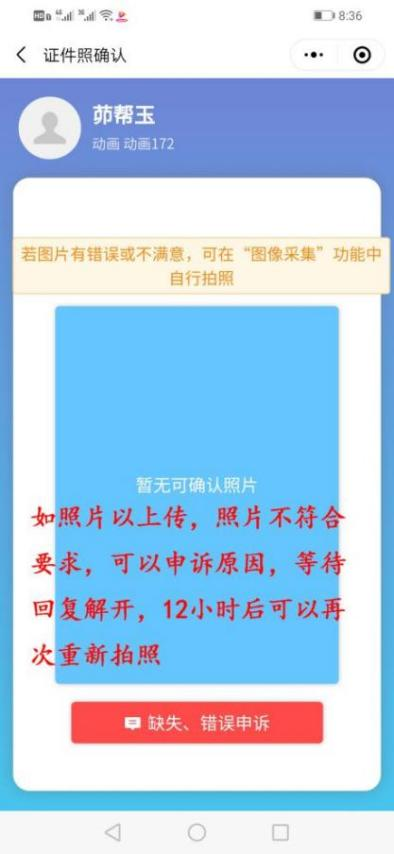 8:36
证件照确认
茆帮玉
动画 动画172
若图片有错误或不满意，可在“图像采集”功能中
自行拍照
暂无可确认照片
如照片以上传，照片不符合
要求，可以申诉原因，等待
回复解开，12小时后可以再
次重新拍照
缺失、错误申诉